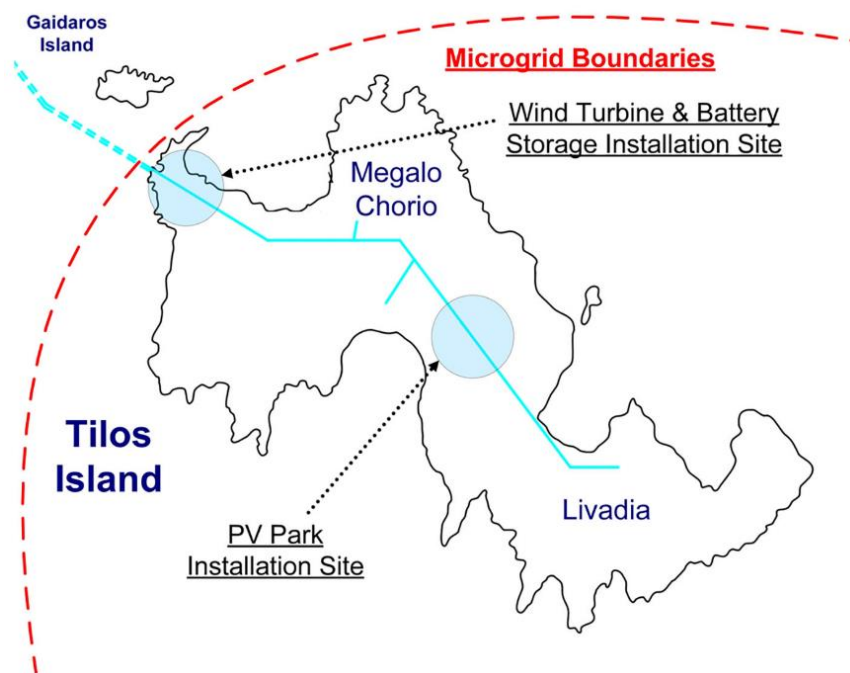 Gaidaros
Island
Microgrid Boundaries
Wind Turbine & Battery
Storage Installation Site
Megalo
Chorio
Tilos
Island
PV Park
Installation Site
Livadia